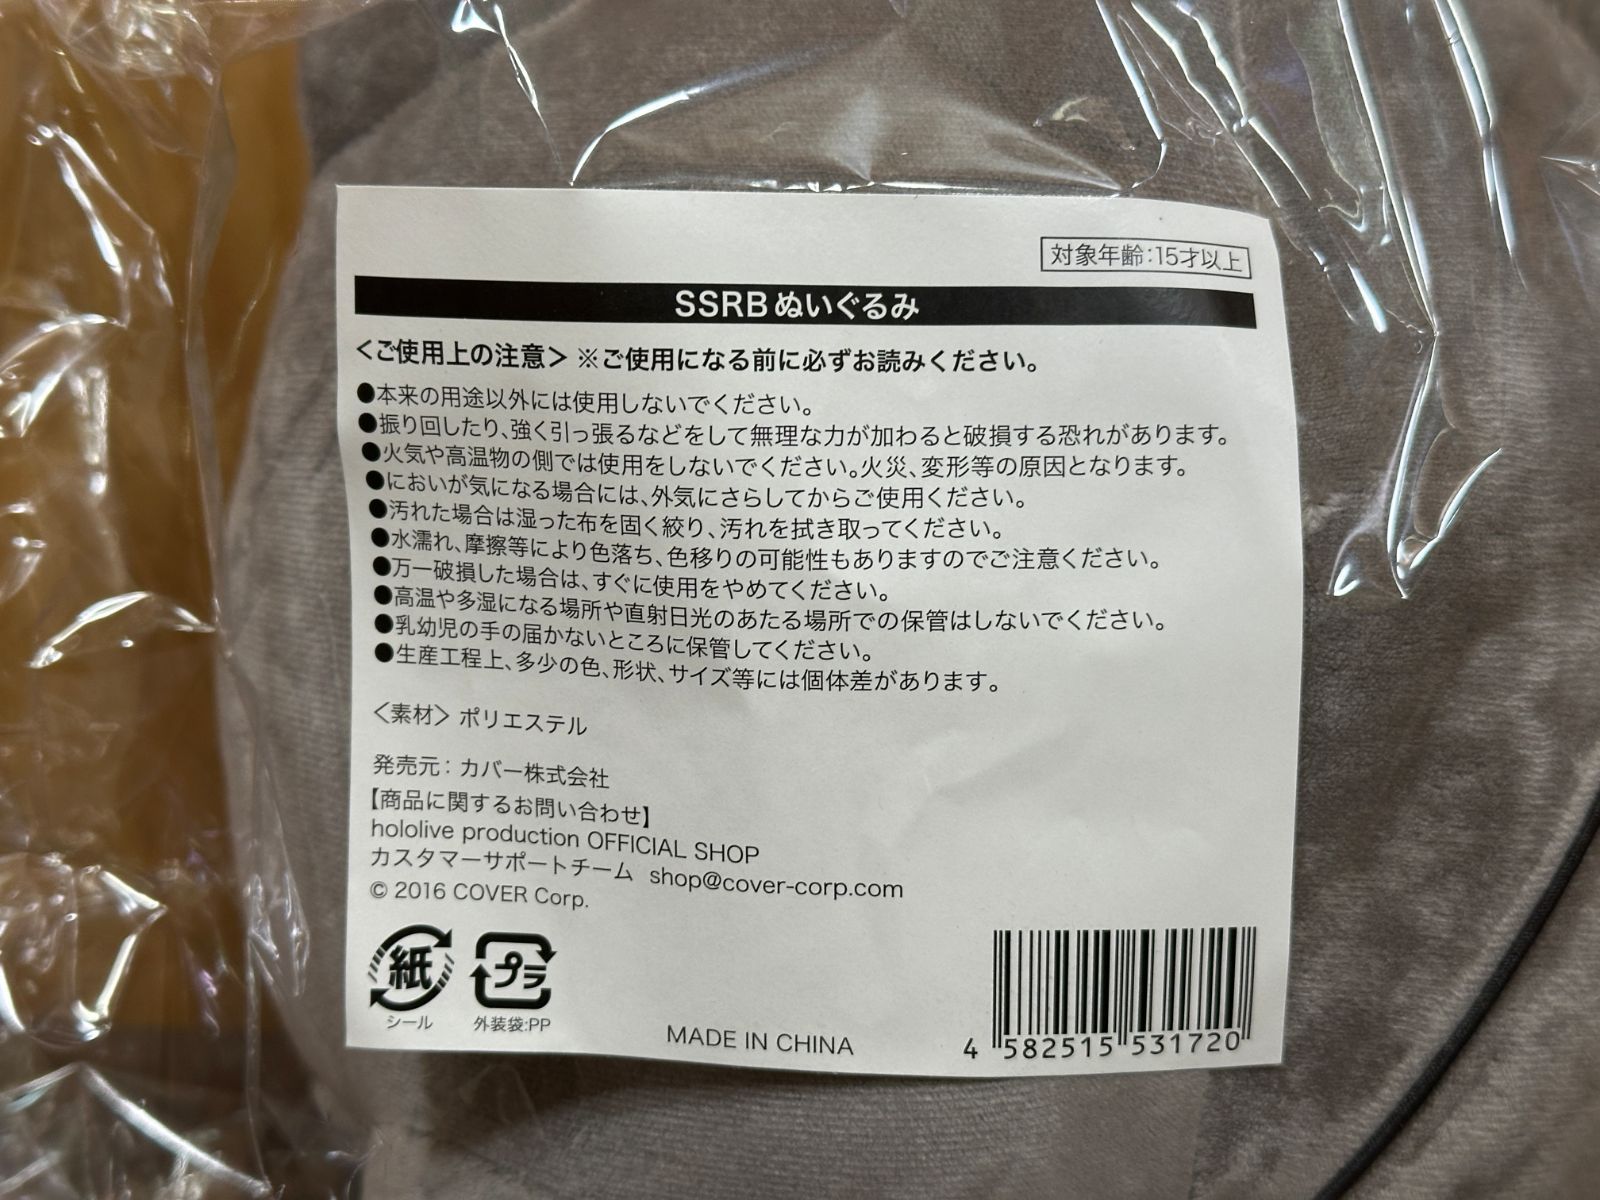 対象年齢:15才以上
SSRBぬいぐるみ
＜ご使用上の注意＞ ※ご使用になる前に必ずお読みください。
●本来の用途以外には使用しないでください。
●振り回したり、強く引っ張るなどをして無理な力が加わると破損する恐れがあります。
●火気や高温物の側では使用をしないでください。火災、変形等の原因となります。
●においが気になる場合には、外気にさらしてからご使用ください。
●汚れた場合は湿った布を固く絞り、汚れを拭き取ってください。
●水濡れ、摩擦等により色落ち、色移りの可能性もありますのでご注意ください。
●万一破損した場合は、すぐに使用をやめてください。
●高温や多湿になる場所や直射日光のあたる場所での保管はしないでください。
●乳幼児の手の届かないところに保管してください。
●生産工程上、多少の色、形状、サイズ等には個体差があります。
＜素材＞ ポリエステル
発売元：カバー株式会社
【商品に関するお問い合わせ】
hololive production OFFICIAL SHOP
カスタマーサポートチーム shop@cover-corp.com
© 2016 COVER Corp.
紙 プラ
シール 外装袋:PP
MADE IN CHINA
4 582515 531720